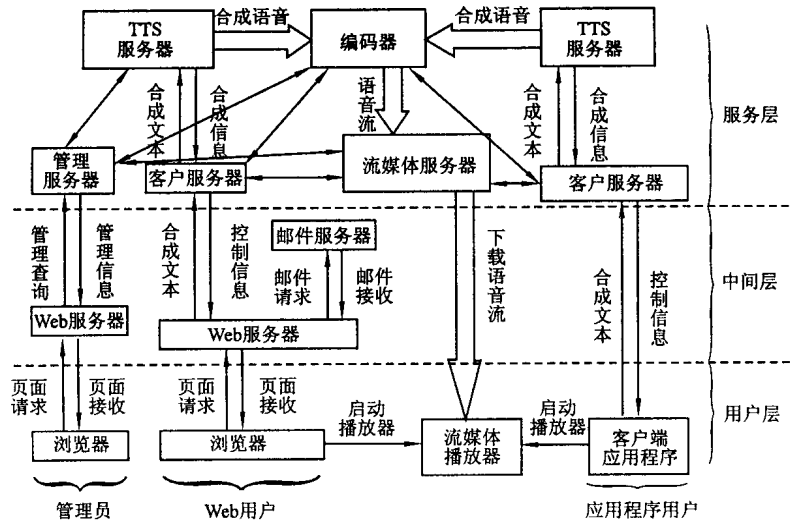 TTS
服务器
合成语音
编码器
合成语音
TTS
服务器
合成文本
合成信息
语音流
合成文本
合成信息
服务层
管理
服务器
客户服务器
流媒体服务器
客户服务器
管理查询
管理信息
合成文本
控制信息
邮件服务器
邮件
请求
邮件
接收
下载语音流
合成文本
控制信息
中间层
Web服务器
Web服务器
页面
请求
页面
接收
页面
请求
页面
接收
启动
播放器
启动
播放器
用户层
浏览器
浏览器
流媒体
播放器
客户端
应用程序
管理员
Web用户
应用程序用户